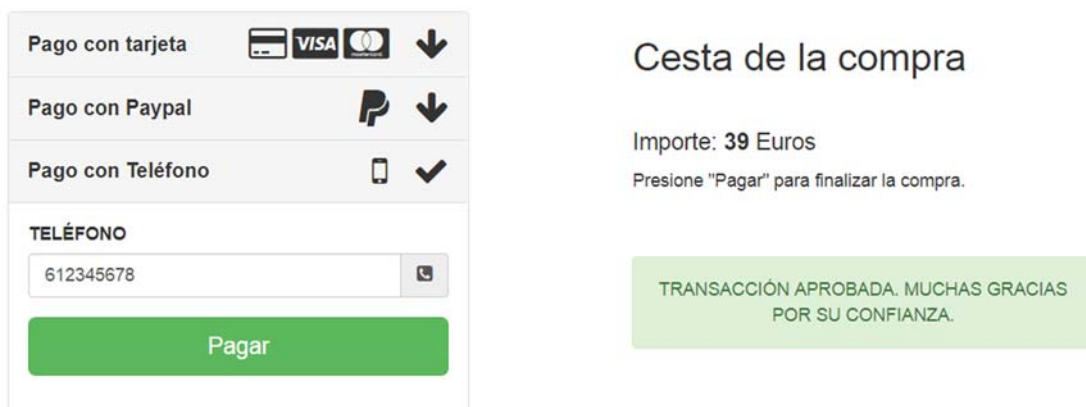 Pago con tarjeta
VISA
Pago con Paypal
Pago con Teléfono
TELÉFONO
612345678
Pagar
Cesta de la compra
Importe: 39 Euros
Presione "Pagar" para finalizar la compra.
TRANSACCIÓN APROBADA. MUCHAS GRACIAS
POR SU CONFIANZA.